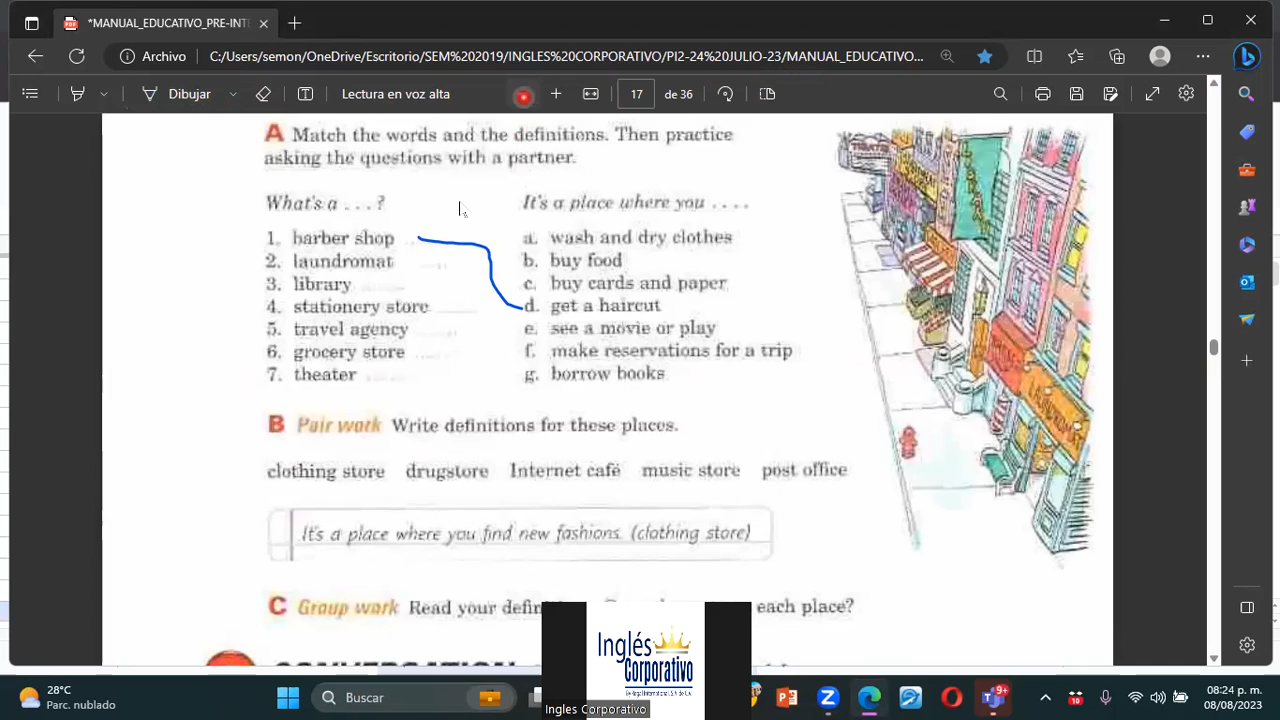 *MANUAL_EDUCATIVO_PRE-INT
Archivo
C:/Users/semon/OneDrive/Escritorio/SEM%202019/INGLES%20CORPORATIVO/PI2-24%20JULIO-23/MANUAL_EDUCATIVO...
Dibujar
Lectura en voz alta
17
de 36
A Match the words and the definitions. Then practice
asking the questions with a partner.
What's a . . . ?
It's a place where you . . . .
1. barber shop
a. wash and dry clothes
2. laundromat
b. buy food
3. library
c. buy cards and paper
4. stationery store
d. get a haircut
5. travel agency
e. see a movie or play
6. grocery store
f. make reservations for a trip
7. theater
g. borrow books
B Pair work Write definitions for these places.
clothing store drugstore Internet café music store post office
It's a place where you find new fashions. (clothing store)
C Group work Read your
each place?
CONVERSATION
Inglés
Corporativo
Ingles Corporativo
28°C
Parc. nublado
Buscar
9+
10
08:24 p. m.
08/08/2023